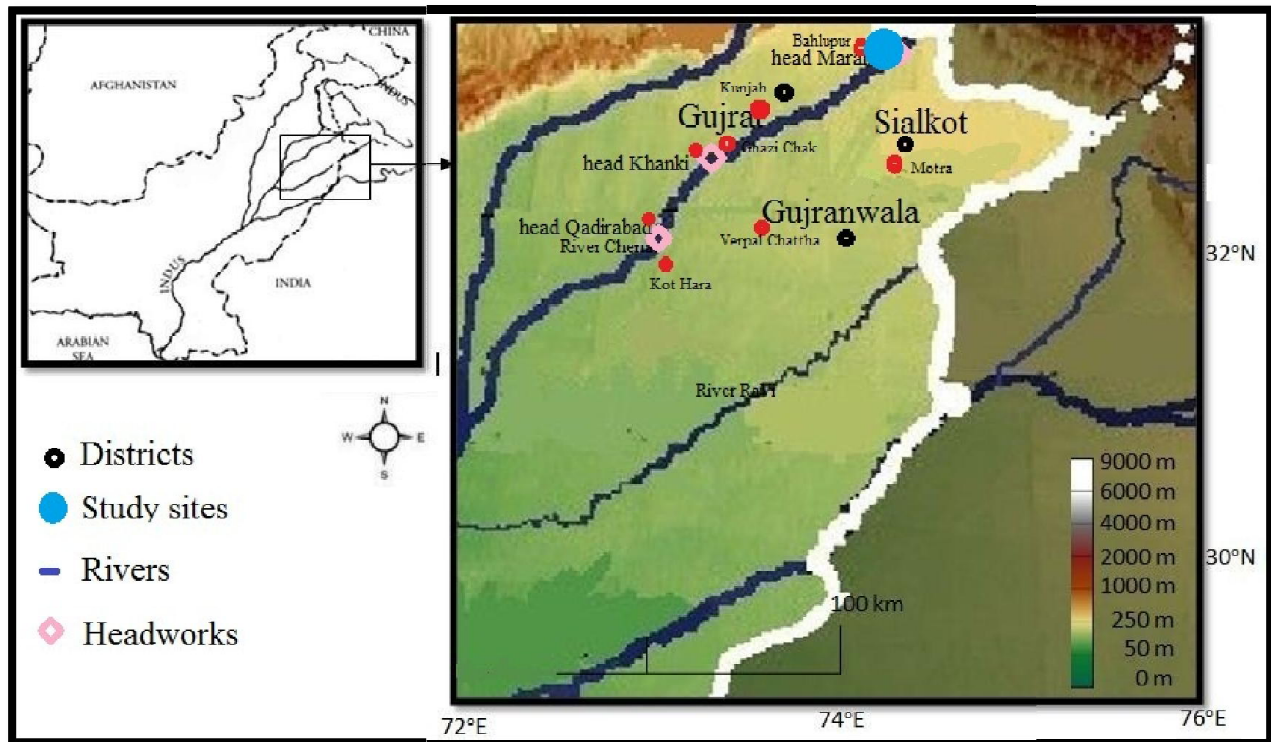 CHINA
AFGHANISTAN
INDUS
INDUS
INDIA
ARABIAN
SEA
N
W E
S
Districts
Study sites
Rivers
Headworks
Bahlupur
head Maral
Kunjah
Gujrat
Sialkot
Ghazi Chak
head Khanki
Motra
Gujranwala
head Qadirabad
Verpal Chattha
River Chena
Kot Hara
River Ravi
32°N
9000 m
6000 m
4000 m
2000 m
1000 m
250 m
50 m
0 m
30°N
100 km
72°E
74°E
76°E